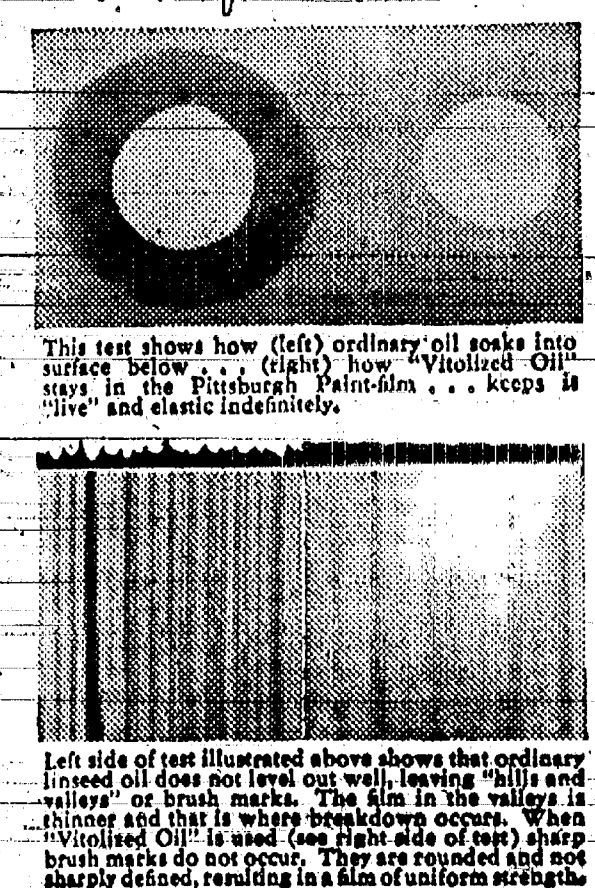 This test shows how (left) ordinary oil soaks into
surface below . . . (right) how "Vitolized Oil"
stays in the Pittsburgh Paint-film . . . keeps it
"live" and elastic indefinitely.
Left side of test illustrated above shows that ordinary
linseed oil does not level out well, leaving "hills and
valleys" or brush marks. The film in the valleys is
thinner and that is where breakdown occurs. When
"Vitolized Oil" is used (see right side of test) sharp
brush marks do not occur. They are rounded and not
sharply defined, resulting in a film of uniform strength.